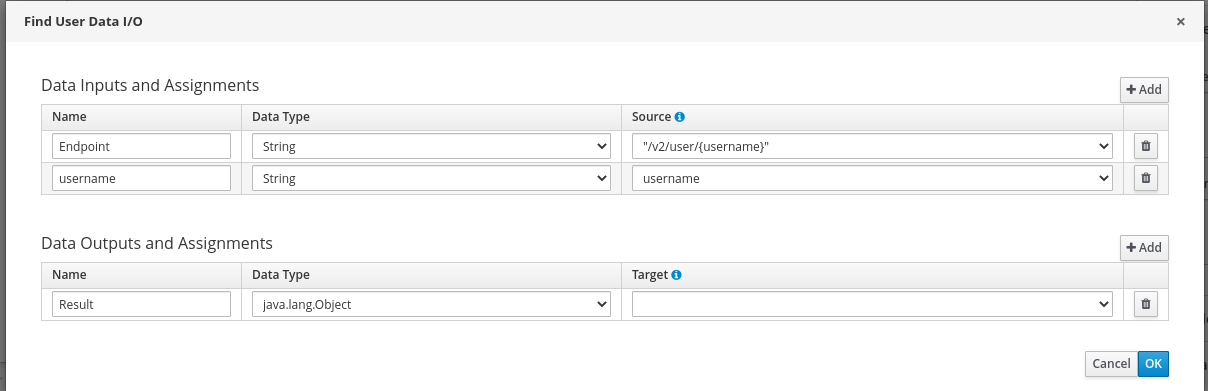 Find User Data I/O ×
Data Inputs and Assignments
+ Add
Name Data Type Source
Endpoint String "/v2/user/{username}"
username String username
Data Outputs and Assignments
+ Add
Name Data Type Target
Result java.lang.Object
Cancel OK